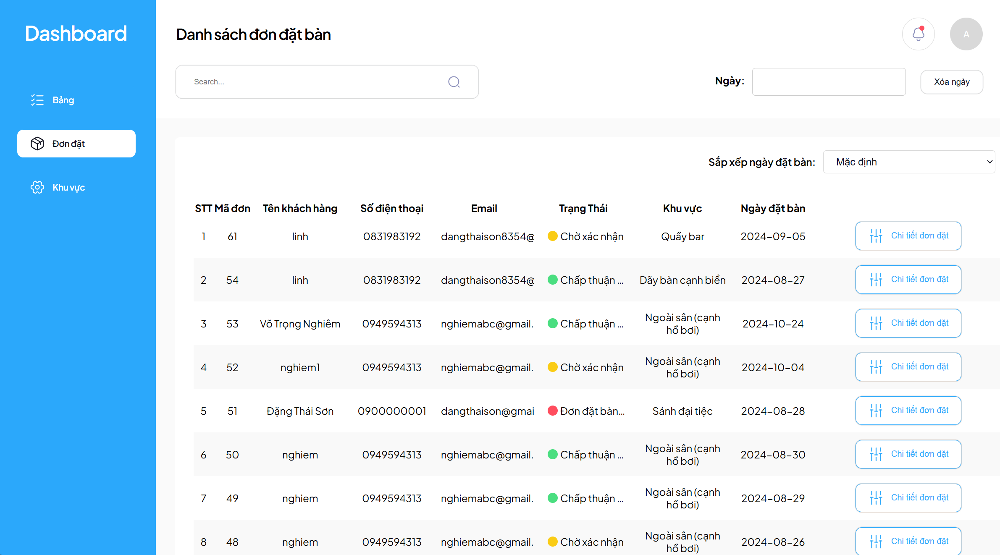 Dashboard
Bảng
Đơn đặt
Khu vực
Danh sách đơn đặt bàn
A
Search...
Ngày:
Xóa ngày
Sắp xếp ngày đặt bàn: Mặc định
STT Mã đơn Tên khách hàng Số điện thoại Email Trạng Thái Khu vực Ngày đặt bàn
1 61 linh 0831983192 dangthaison8354@ Chờ xác nhận Quầy bar 2024-09-05 Chi tiết đơn đặt
2 54 linh 0831983192 dangthaison8354@ Chấp thuận ... Dãy bàn cạnh biển 2024-08-27 Chi tiết đơn đặt
3 53 Võ Trọng Nghiêm 0949594313 nghiemabc@gmail. Chấp thuận ... Ngoài sân (cạnh
hồ bơi) 2024-10-24 Chi tiết đơn đặt
4 52 nghiem1 0949594313 nghiemabc@gmail. Chờ xác nhận Ngoài sân (cạnh
hồ bơi) 2024-10-04 Chi tiết đơn đặt
5 51 Đặng Thái Sơn 0900000001 dangthaison@gmai Đơn đặt bàn... Sảnh đại tiệc 2024-08-28 Chi tiết đơn đặt
6 50 nghiem 0949594313 nghiemabc@gmail. Chấp thuận ... Ngoài sân (cạnh
hồ bơi) 2024-08-30 Chi tiết đơn đặt
7 49 nghiem 0949594313 nghiemabc@gmail. Chấp thuận ... Ngoài sân (cạnh
hồ bơi) 2024-08-29 Chi tiết đơn đặt
8 48 nghiem 0949594313 nghiemabc@gmail. Chờ xác nhận Ngoài sân (cạnh
hồ bơi) 2024-08-26 Chi tiết đơn đặt